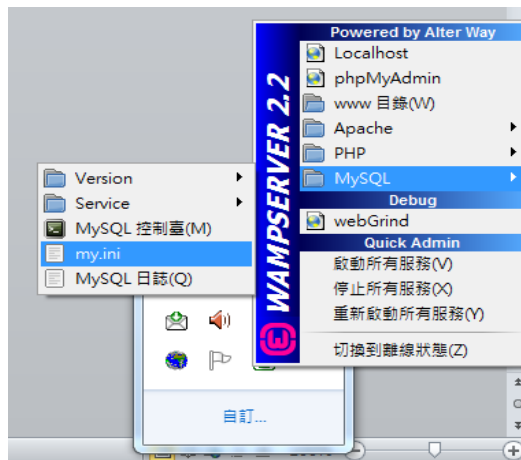 Powered by Alter Way
Localhost
phpMyAdmin
www 目錄(W)
Apache
PHP
MySQL
Debug
webGrind
Quick Admin
啟動所有服務(V)
停止所有服務(X)
重新啟動所有服務(Y)
切換到離線狀態(Z)
WAMPSERVER 2.2
Version
Service
MySQL 控制臺(M)
my.ini
MySQL 日誌(Q)
自訂...